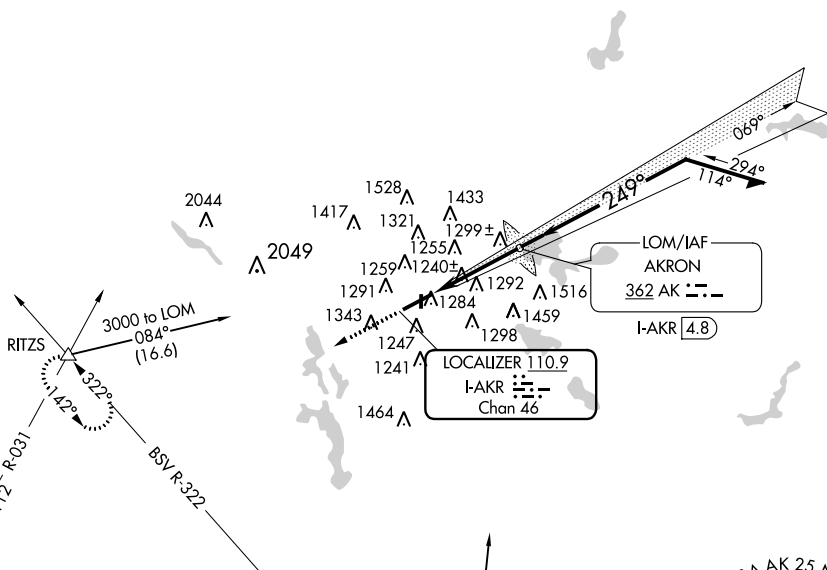 069°
294°
114°
249°
2044
2049
1528
1433
1417
1321
1299±
1255
1259
1240±
1291
1292
1516
1284
1343
1459
1298
1247
1241
1464
LOM/IAF
AKRON
362 AK
I-AKR 4.8
LOCALIZER 110.9
I-AKR
Chan 46
3000 to LOM
084°
(16.6)
RITZS
322°
142°
R-031
BSV R-322
AK 25